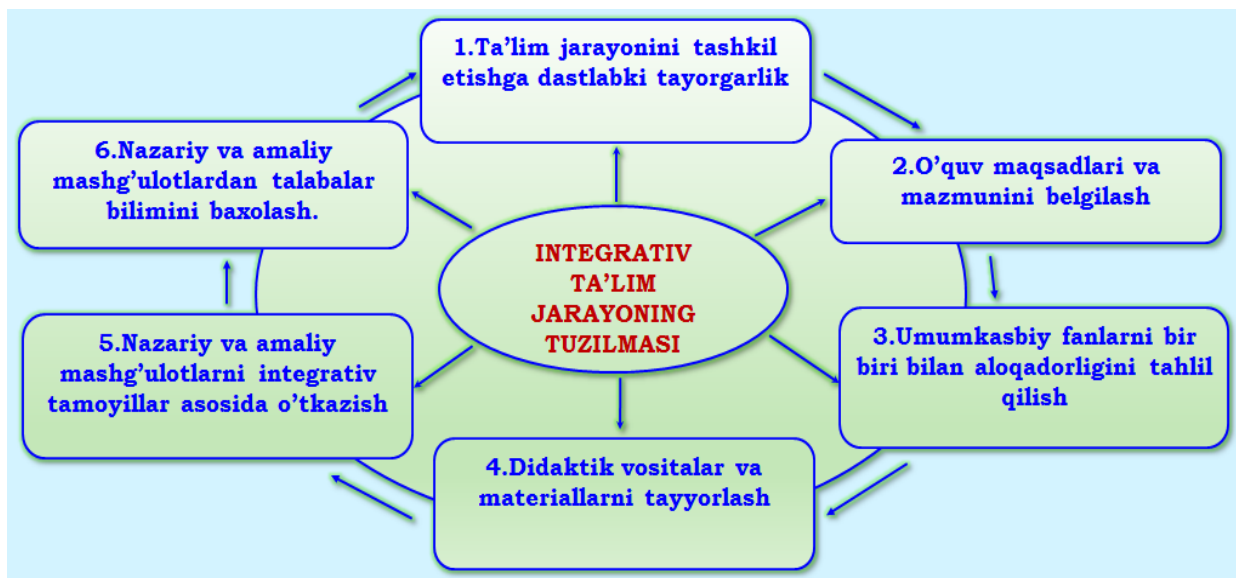 1.Ta’lim jarayonini tashkil
etishga dastlabki tayorgarlik
2.O’quv maqsadlari va
mazmunini belgilash
3.Umumkasbiy fanlarni bir
biri bilan aloqadorligini tahlil
qilish
4.Didaktik vositalar va
materiallarni tayyorlash
5.Nazariy va amaliy
mashg’ulotlarni integrativ
tamoyillar asosida o’tkazish
6.Nazariy va amaliy
mashg’ulotlardan talabalar
bilimini baxolash.
INTEGRATIV
TA’LIM
JARAYONING
TUZILMASI